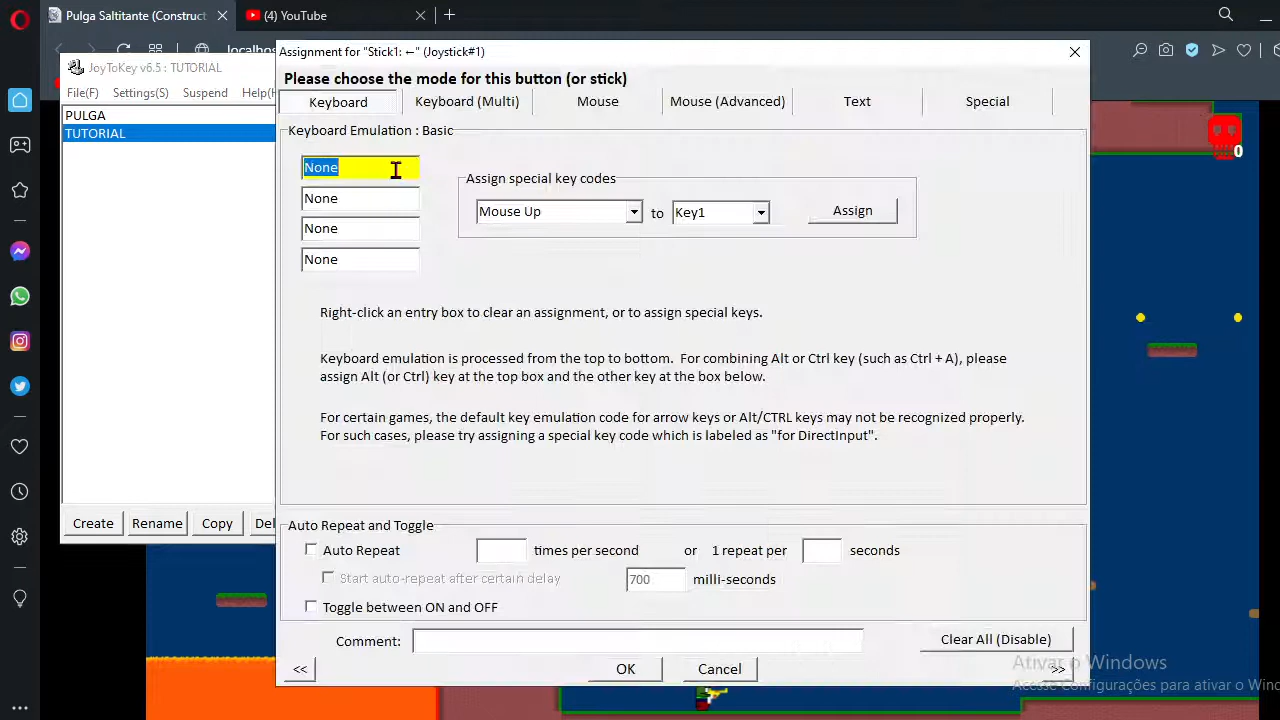 Pulga Saltitante (Construct
(4) YouTube
localhos
JoyToKey v6.5 : TUTORIAL
File(F) Settings(S) Suspend Help(H
PULGA
TUTORIAL
Create Rename Copy Del
Assignment for "Stick1: ←" (Joystick#1)
Please choose the mode for this button (or stick)
Keyboard Keyboard (Multi) Mouse Mouse (Advanced) Text Special
Keyboard Emulation : Basic
None
None
None
None
Assign special key codes
Mouse Up to Key1 Assign
Right-click an entry box to clear an assignment, or to assign special keys.
Keyboard emulation is processed from the top to bottom. For combining Alt or Ctrl key (such as Ctrl + A), please
assign Alt (or Ctrl) key at the top box and the other key at the box below.
For certain games, the default key emulation code for arrow keys or Alt/CTRL keys may not be recognized properly.
For such cases, please try assigning a special key code which is labeled as "for DirectInput".
Auto Repeat and Toggle
Auto Repeat times per second or 1 repeat per seconds
Start auto-repeat after certain delay 700 milli-seconds
Toggle between ON and OFF
Comment: Clear All (Disable)
<< OK Cancel >>
0
Ativar o Windows
Acesse Configurações para ativar o Wind